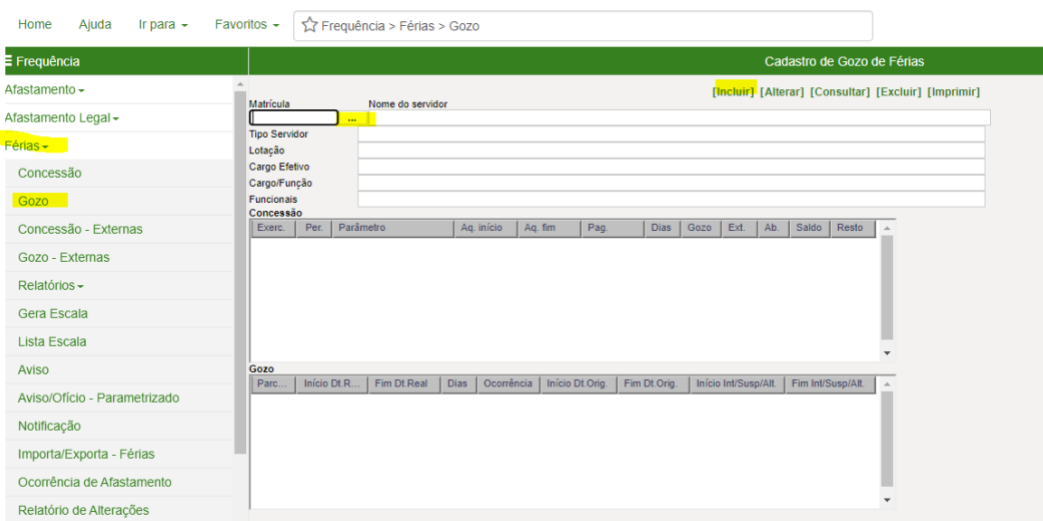 Home Ajuda Ir para Favoritos Frequência > Férias > Gozo
Frequência
Cadastro de Gozo de Férias
Afastamento
Afastamento Legal
Férias
Concessão
Gozo
Concessão - Externas
Gozo - Externas
Relatórios
Gera Escala
Lista Escala
Aviso
Aviso/Ofício - Parametrizado
Notificação
Importa/Exporta - Férias
Ocorrência de Afastamento
Relatório de Alterações
[Incluir] [Alterar] [Consultar] [Excluir] [Imprimir]
Matrícula Nome do servidor
...
Tipo Servidor
Lotação
Cargo Efetivo
Cargo/Função
Funcionais
Concessão
Exerc. Per. Parâmetro Aq. início Aq. fim Pag. Dias Gozo Ext. Ab. Saldo Resto
Gozo
Parc... Início Dt.R... Fim Dt.Real Dias Ocorrência Início Dt.Orig. Fim Dt.Orig. Início Int/Susp/Alt. Fim Int/Susp/Alt.